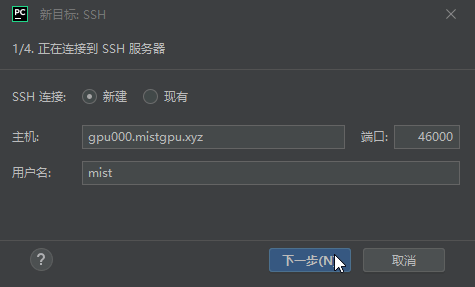 PC 新目标: SSH
1/4. 正在连接到 SSH 服务器
SSH 连接: 新建 现有
主机: gpu000.mistgpu.xyz 端口: 46000
用户名: mist
? 下一步(N) 取消